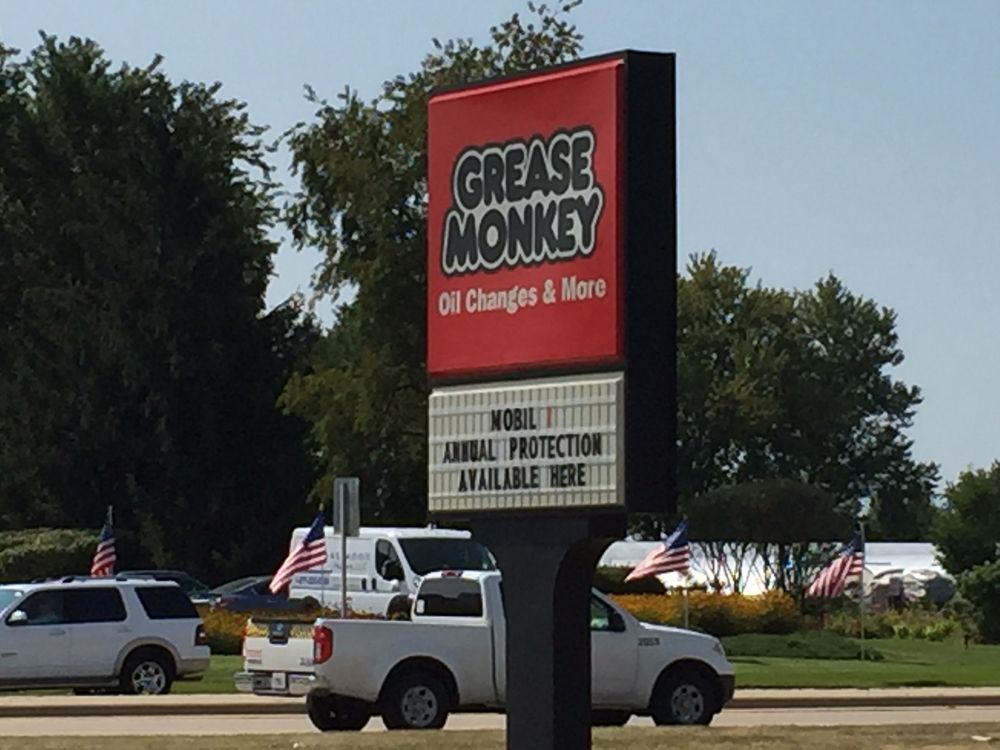 GREASE
MONKEY
Oil Changes & More
MOBIL 1
ANNUAL PROTECTION
AVAILABLE HERE